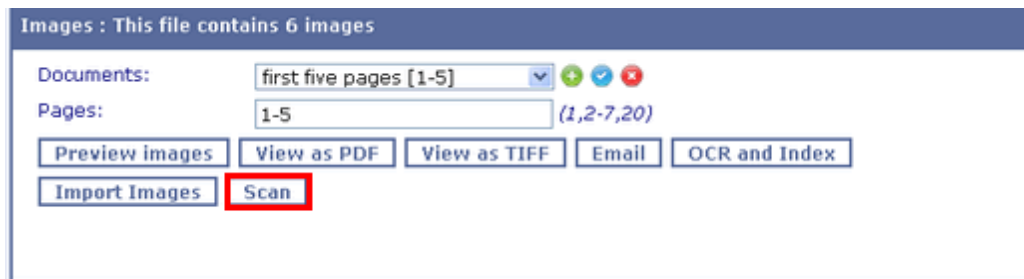 Images : This file contains 6 images
Documents: first five pages [1-5]
Pages: 1-5 (1,2-7,20)
Preview images View as PDF View as TIFF Email OCR and Index
Import Images Scan